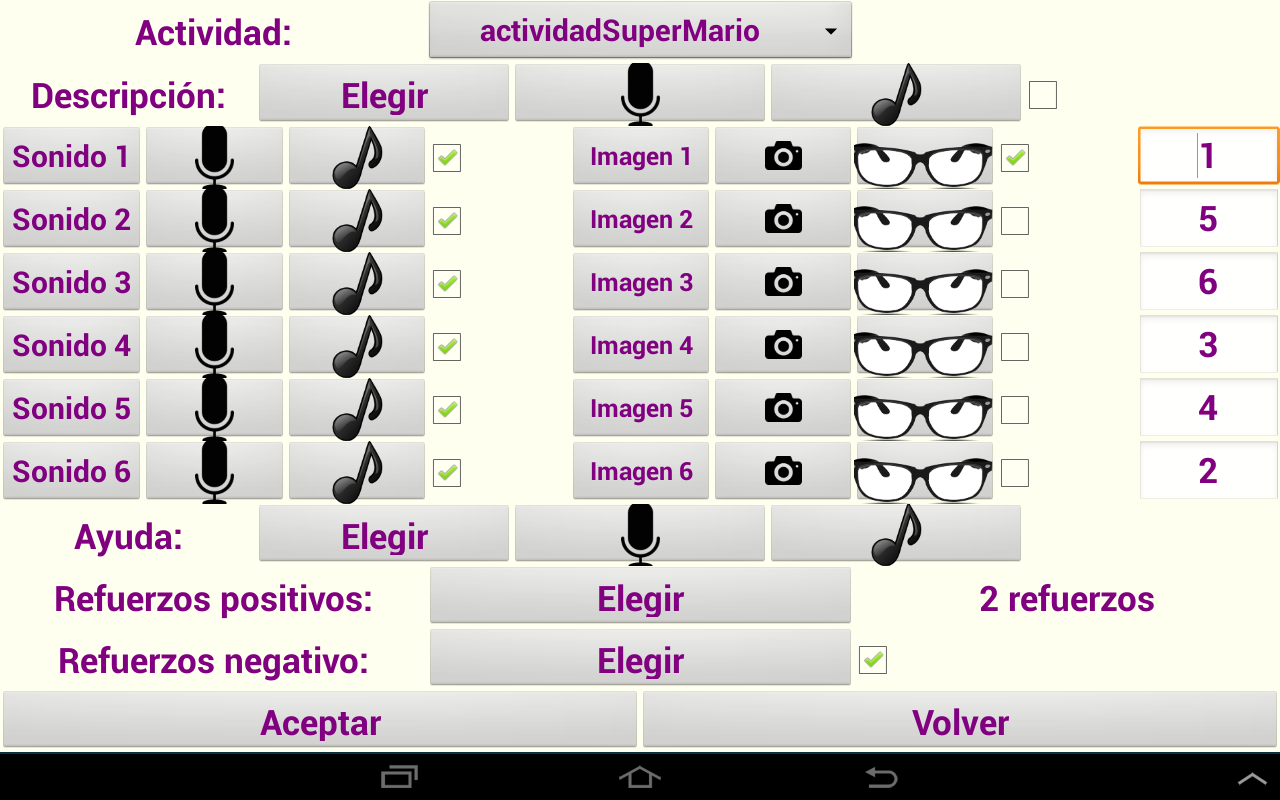 Actividad: actividadSuperMario
Descripción: Elegir
Sonido 1 Imagen 1 1
Sonido 2 Imagen 2 5
Sonido 3 Imagen 3 6
Sonido 4 Imagen 4 3
Sonido 5 Imagen 5 4
Sonido 6 Imagen 6 2
Ayuda: Elegir
Refuerzos positivos: Elegir 2 refuerzos
Refuerzos negativo: Elegir
Aceptar Volver